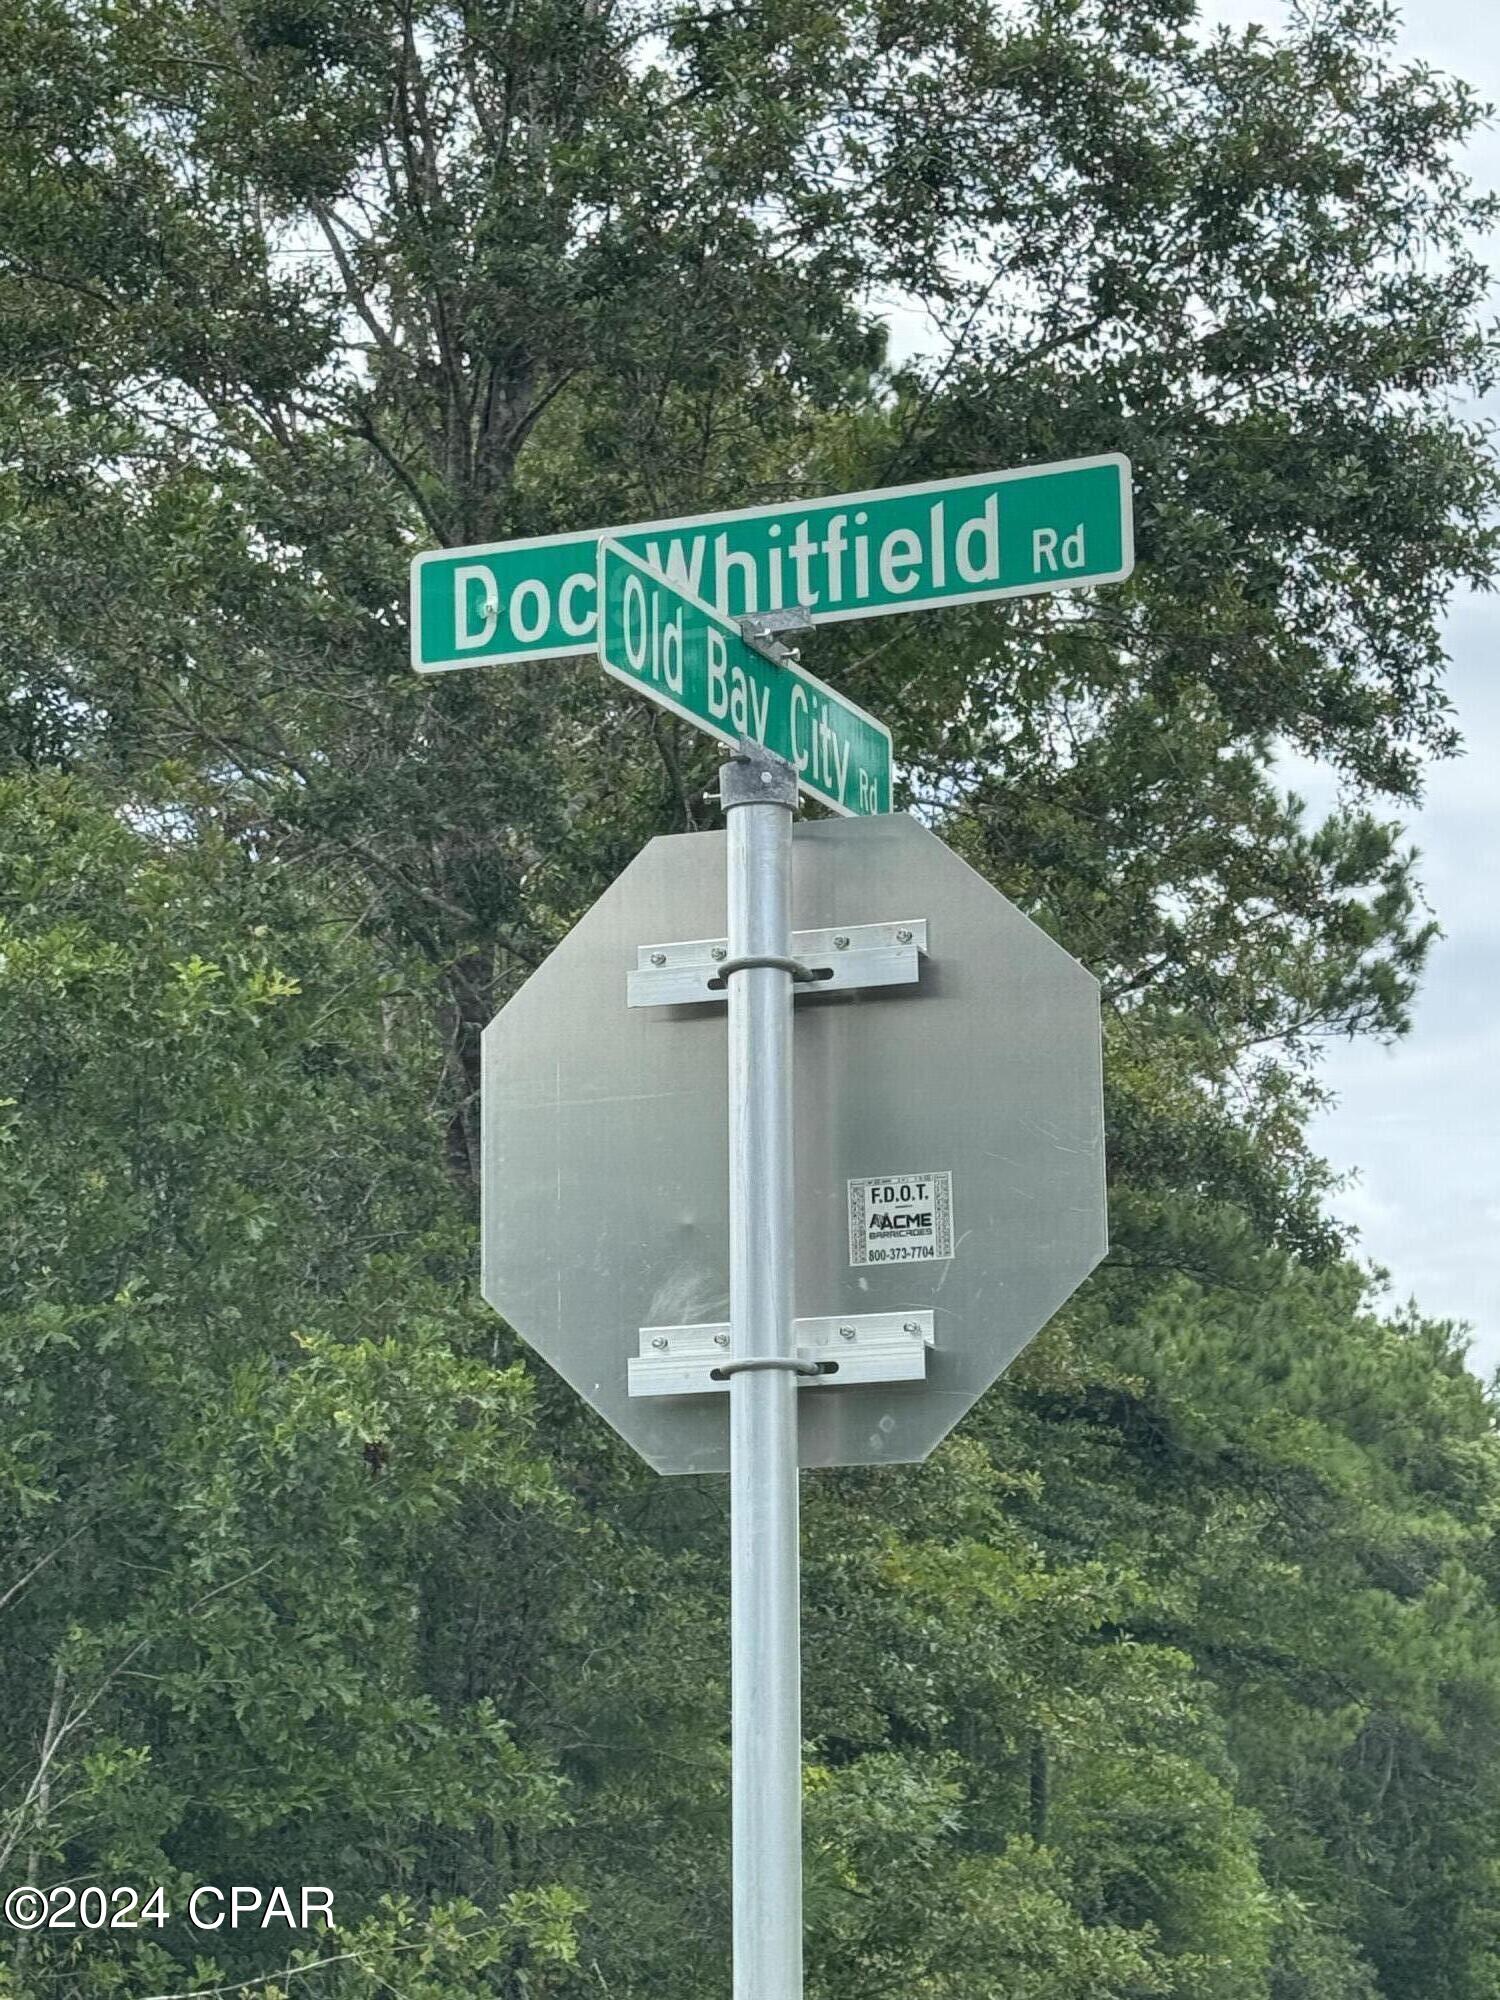 Doc Whitfield Rd
Old Bay City Rd
F.D.O.T.
ACME
BARRICADES
800-373-7704
©2024 CPAR